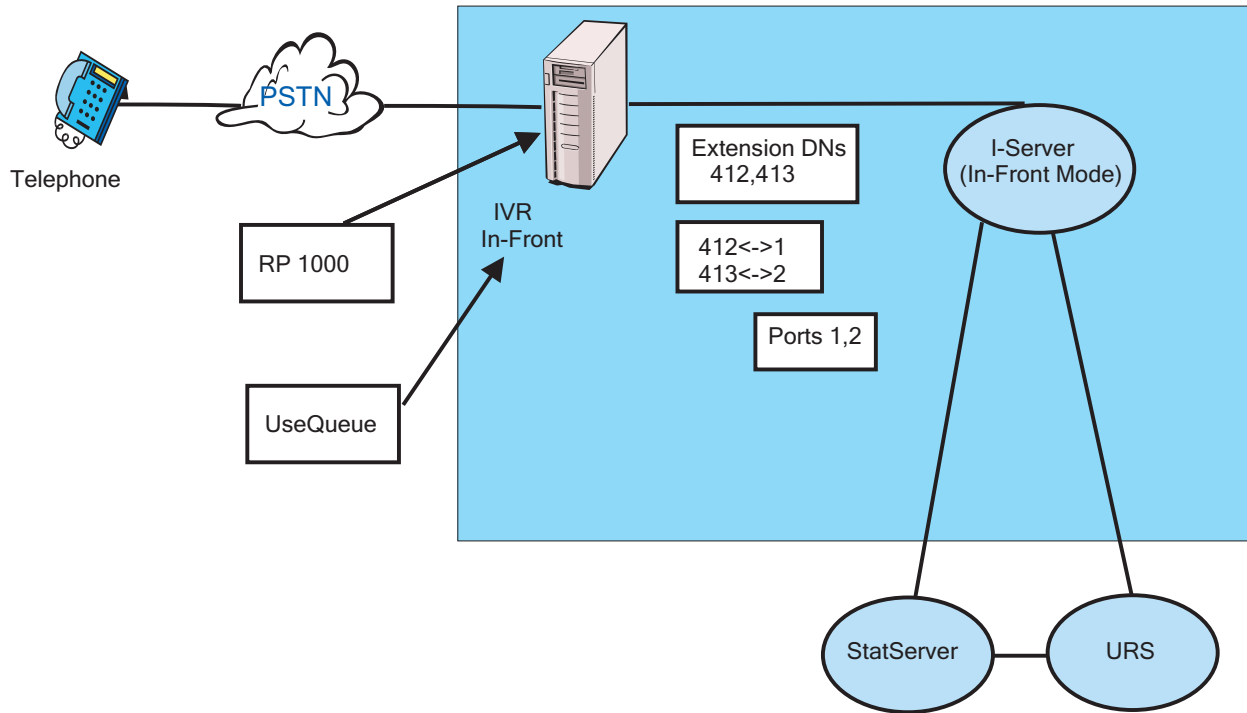 PSTN
Telephone
Extension DNs
412,413
I-Server
(In-Front Mode)
IVR
In-Front
RP 1000
412<->1
413<->2
Ports 1,2
UseQueue
StatServer
URS